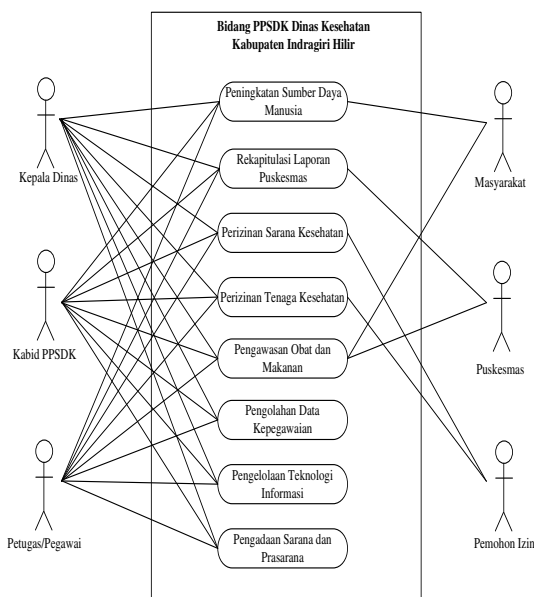 Bidang PPSDK Dinas Kesehatan
Kabupaten Indragiri Hilir
Peningkatan Sumber Daya
Manusia
Rekapitulasi Laporan
Puskesmas
Perizinan Sarana Kesehatan
Perizinan Tenaga Kesehatan
Pengawasan Obat dan
Makanan
Pengolahan Data
Kepegawaian
Pengelolaan Teknologi
Informasi
Pengadaan Sarana dan
Prasarana
Kepala Dinas
Kabid PPSDK
Petugas/Pegawai
Masyarakat
Puskesmas
Pemohon Izin